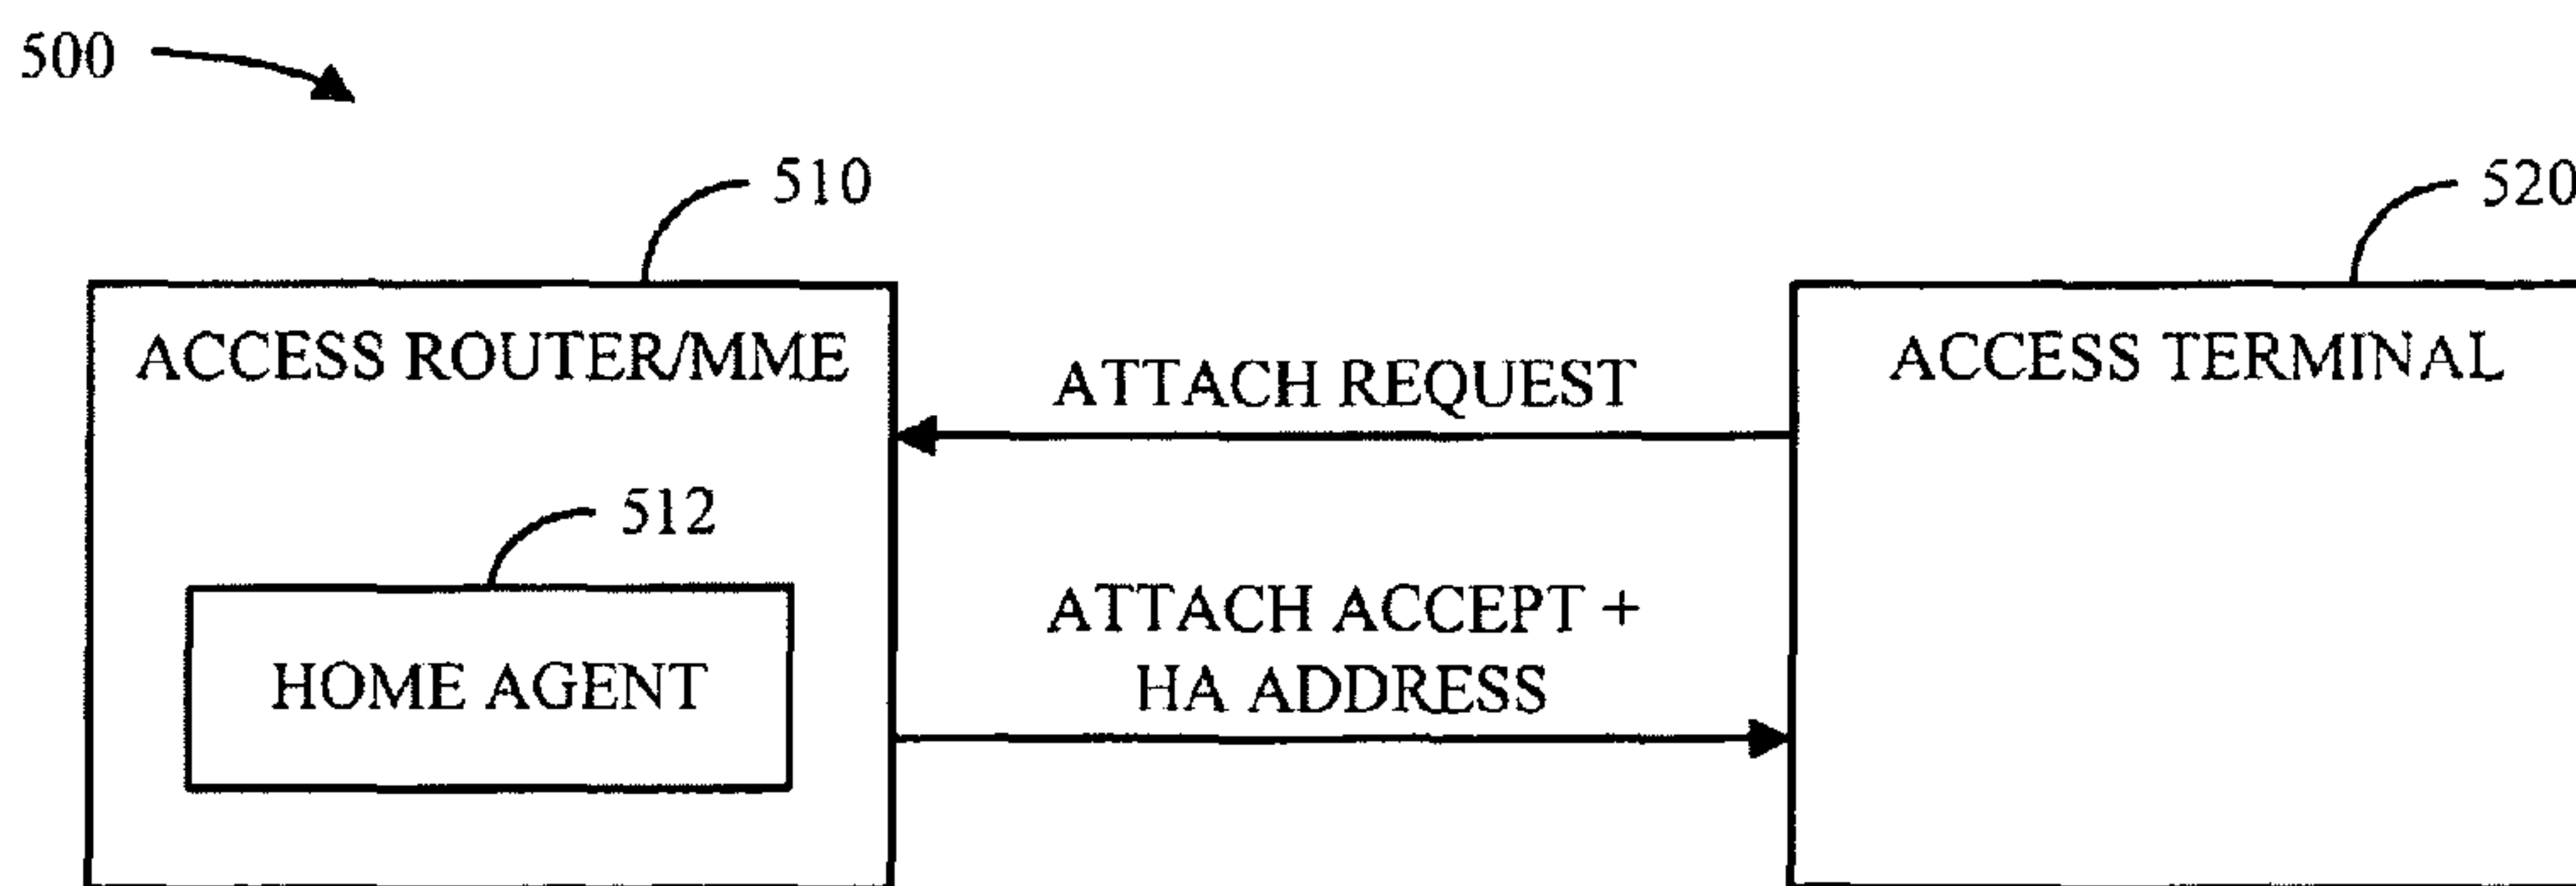 500
510
520
ACCESS ROUTER/MME
ACCESS TERMINAL
ATTACH REQUEST
512
ATTACH ACCEPT +
HA ADDRESS
HOME AGENT